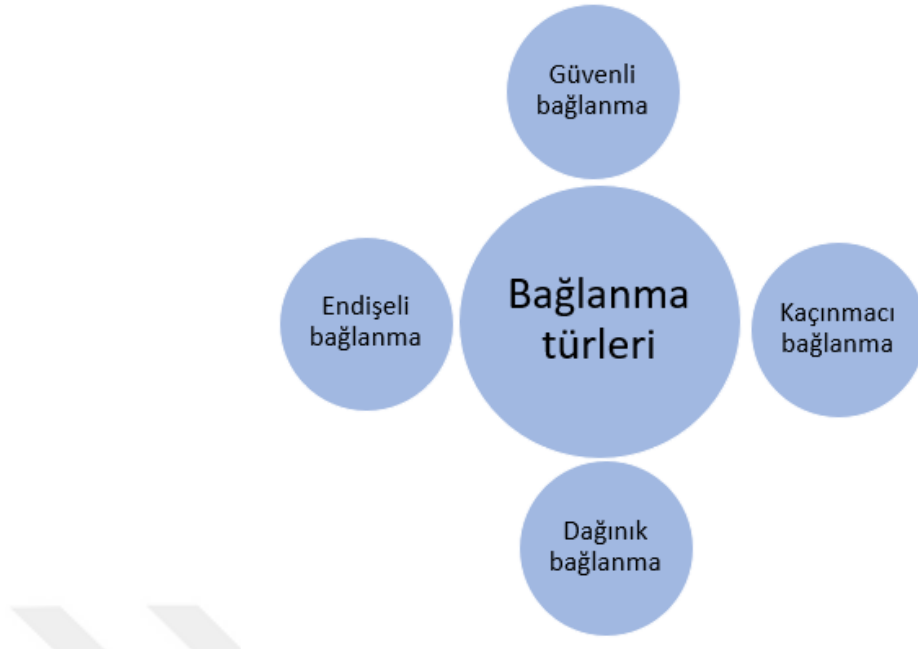 Güvenli
bağlanma
Endişeli
bağlanma
Bağlanma
türleri
Kaçınmacı
bağlanma
Dağınık
bağlanma